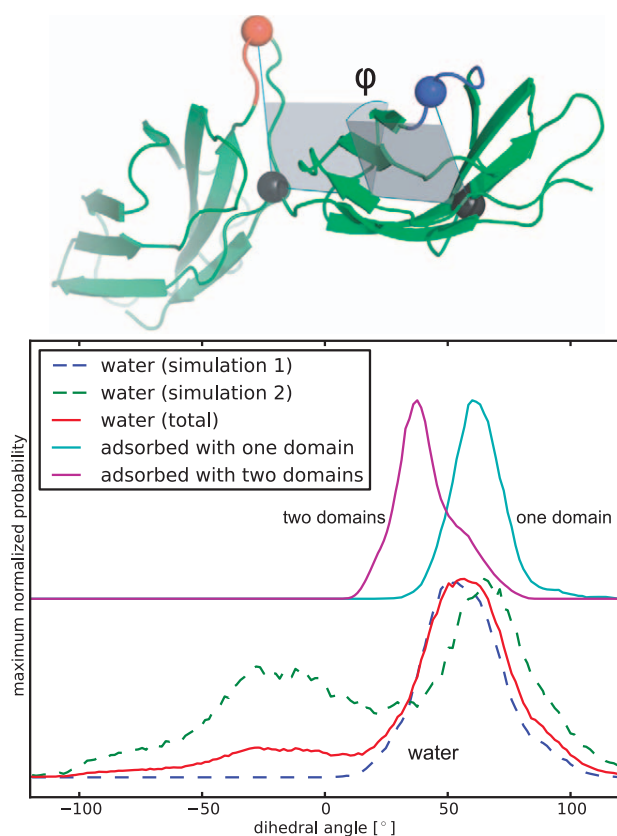 φ
maximum normalized probability
water (simulation 1)
water (simulation 2)
water (total)
adsorbed with one domain
adsorbed with two domains
two domains
one domain
water
−100
−50
0
50
100
dihedral angle [°]